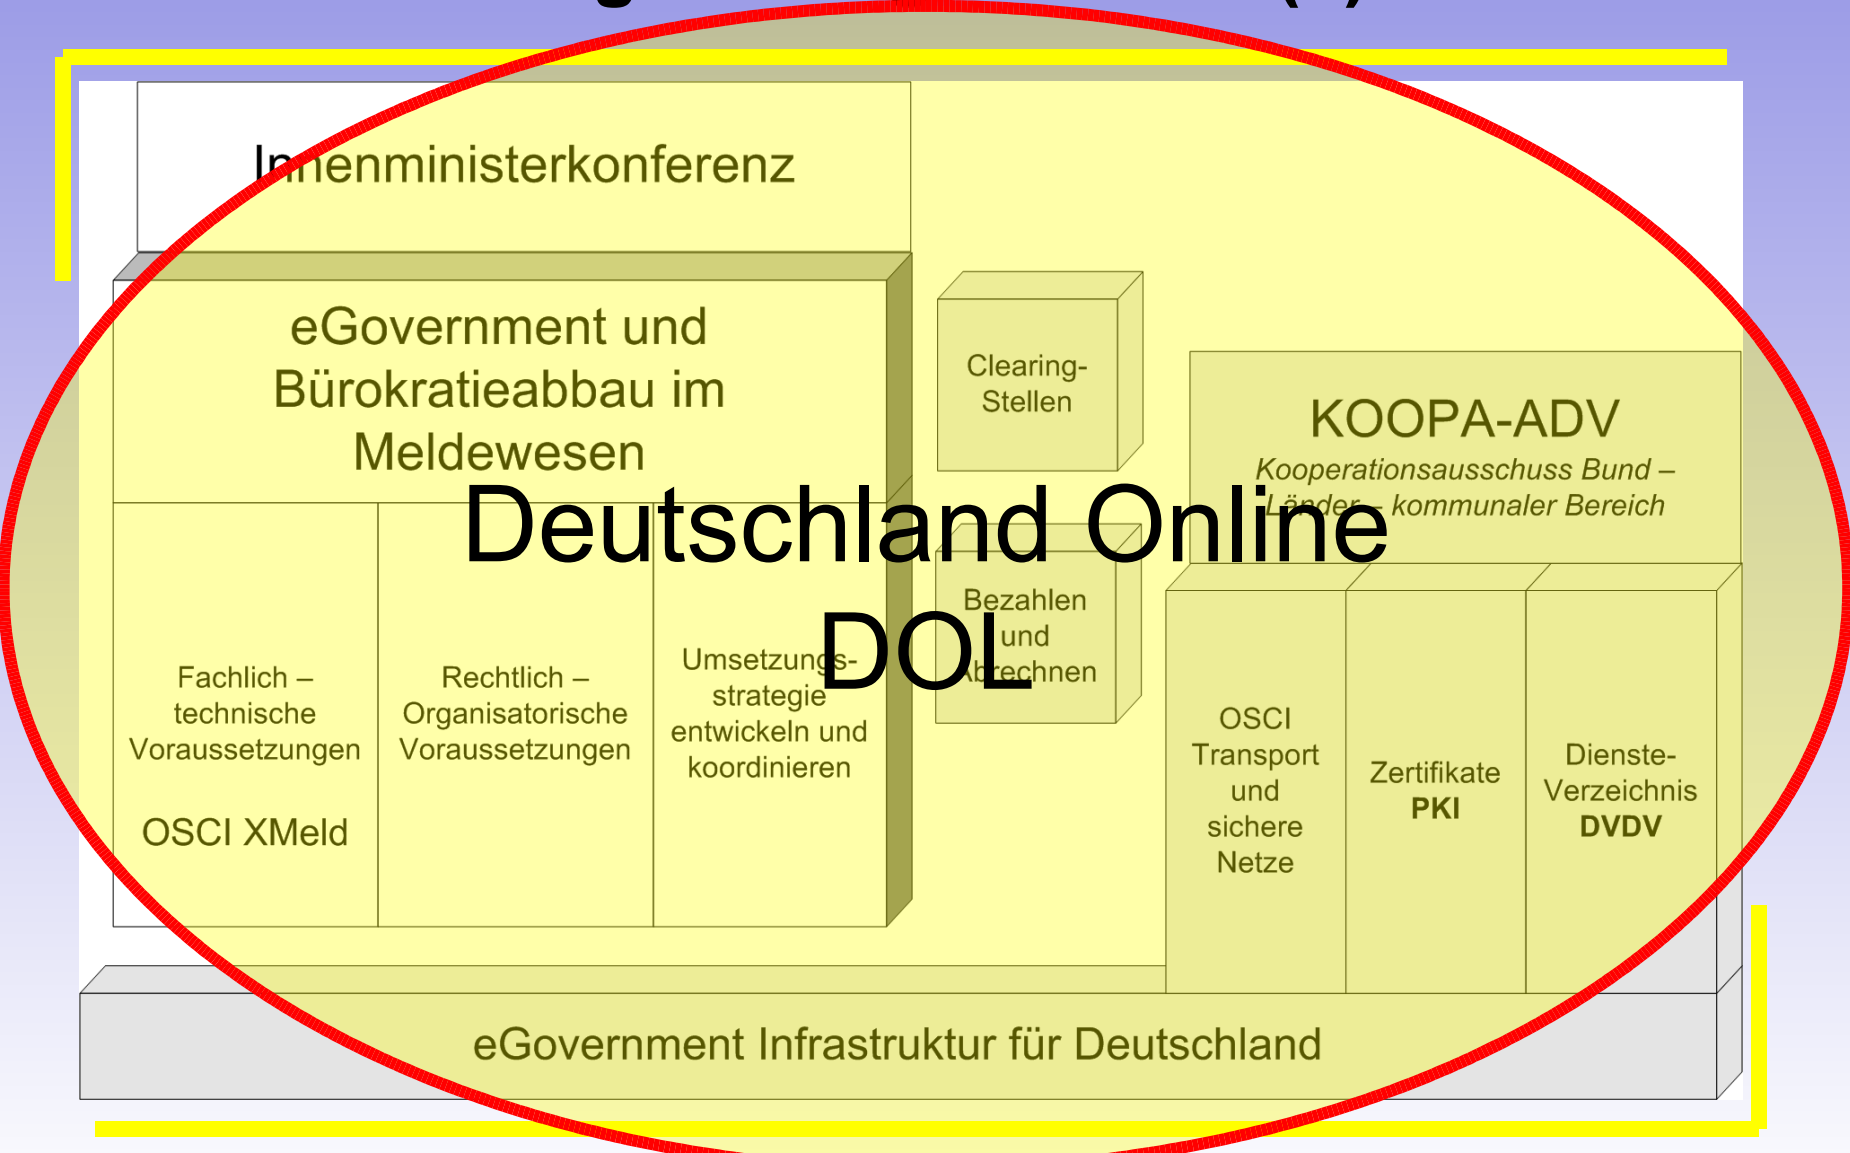 Innenministerkonferenz
eGovernment und
Bürokratieabbau im
Meldewesen
Fachlich –
technische
Voraussetzungen
OSCI XMeld
Rechtlich –
Organisatorische
Voraussetzungen
Umsetzungs-
strategie
entwickeln und
koordinieren
Clearing-
Stellen
Bezahlen
und
Abrechnen
Deutschland Online
DOL
KOOPA-ADV
Kooperationsausschuss Bund –
Länder – kommunaler Bereich
OSCI
Transport
und
sichere
Netze
Zertifikate
PKI
Dienste-
Verzeichnis
DVDV
eGovernment Infrastruktur für Deutschland